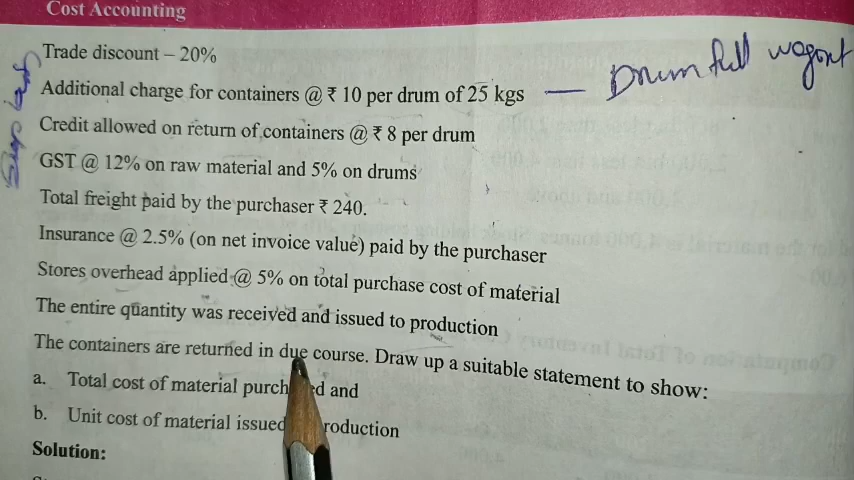 Cost Accounting
Trade discount – 20%
Additional charge for containers @ ₹ 10 per drum of 25 kgs — Drum full
Credit allowed on return of containers @ ₹ 8 per drum
GST @ 12% on raw material and 5% on drums
Total freight paid by the purchaser ₹ 240.
Insurance @ 2.5% (on net invoice value) paid by the purchaser
Stores overhead applied @ 5% on total purchase cost of material
The entire quantity was received and issued to production
The containers are returned in due course. Draw up a suitable statement to show:
a. Total cost of material purch d and
b. Unit cost of material issued roduction
Solution: